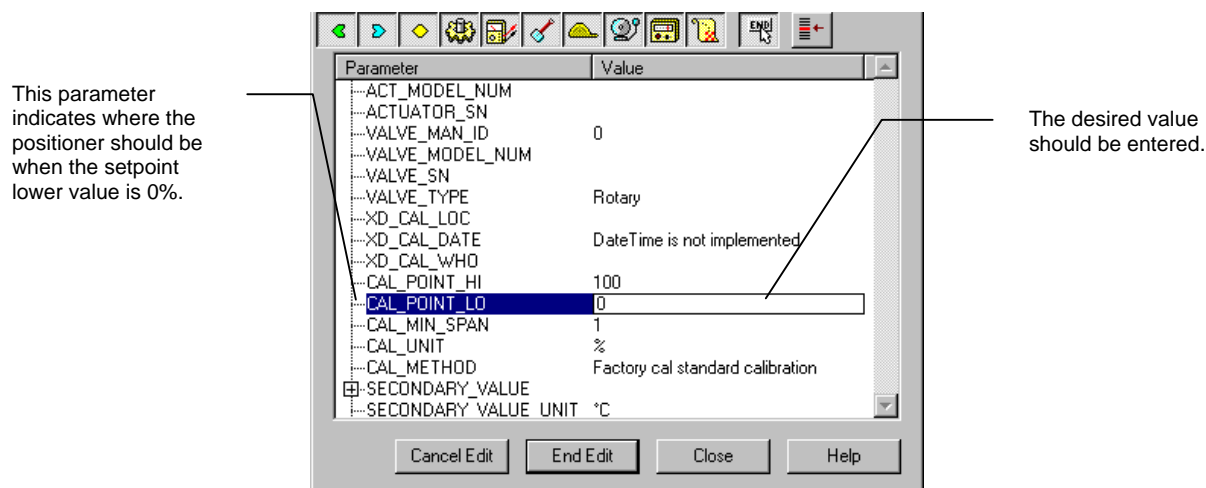 This parameter
indicates where the
positioner should be
when the setpoint
lower value is 0%.
END
Parameter Value
ACT_MODEL_NUM
ACTUATOR_SN
VALVE_MAN_ID 0
VALVE_MODEL_NUM
VALVE_SN
VALVE_TYPE Rotary
XD_CAL_LOC
XD_CAL_DATE DateTime is not implemented
XD_CAL_WHO
CAL_POINT_HI 100
CAL_POINT_LO 0
CAL_MIN_SPAN 1
CAL_UNIT %
CAL_METHOD Factory cal standard calibration
SECONDARY_VALUE
SECONDARY_VALUE_UNIT °C
Cancel Edit End Edit Close Help
The desired value
should be entered.